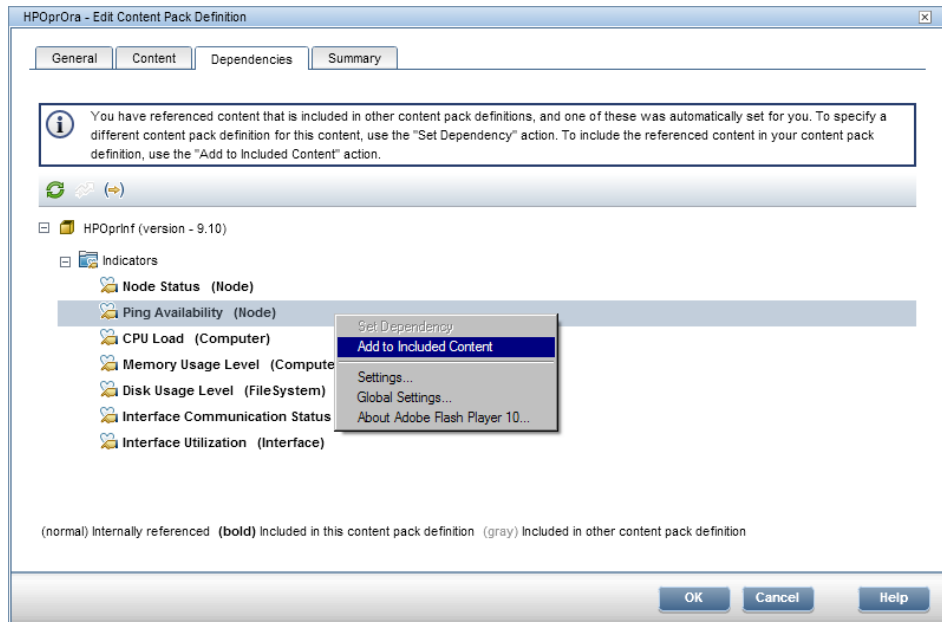 HPOprOra - Edit Content Pack Definition
General Content Dependencies Summary
You have referenced content that is included in other content pack definitions, and one of these was automatically set for you. To specify a
different content pack definition for this content, use the "Set Dependency" action. To include the referenced content in your content pack
definition, use the "Add to Included Content" action.
HPOprInf (version - 9.10)
Indicators
Node Status (Node)
Ping Availability (Node)
CPU Load (Computer)
Memory Usage Level (Compute
Disk Usage Level (FileSystem)
Interface Communication Status
Interface Utilization (Interface)
Set Dependency
Add to Included Content
Settings...
Global Settings...
About Adobe Flash Player 10...
(normal) Internally referenced (bold) Included in this content pack definition (gray) Included in other content pack definition
OK Cancel Help